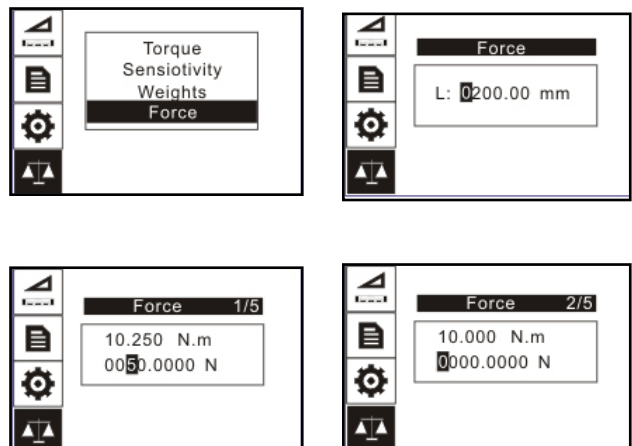 Torque
Sensiotivity
Weights
Force
Force
L: 0200.00 mm
Force 1/5
10.250 N.m
0050.0000 N
Force 2/5
10.000 N.m
0000.0000 N